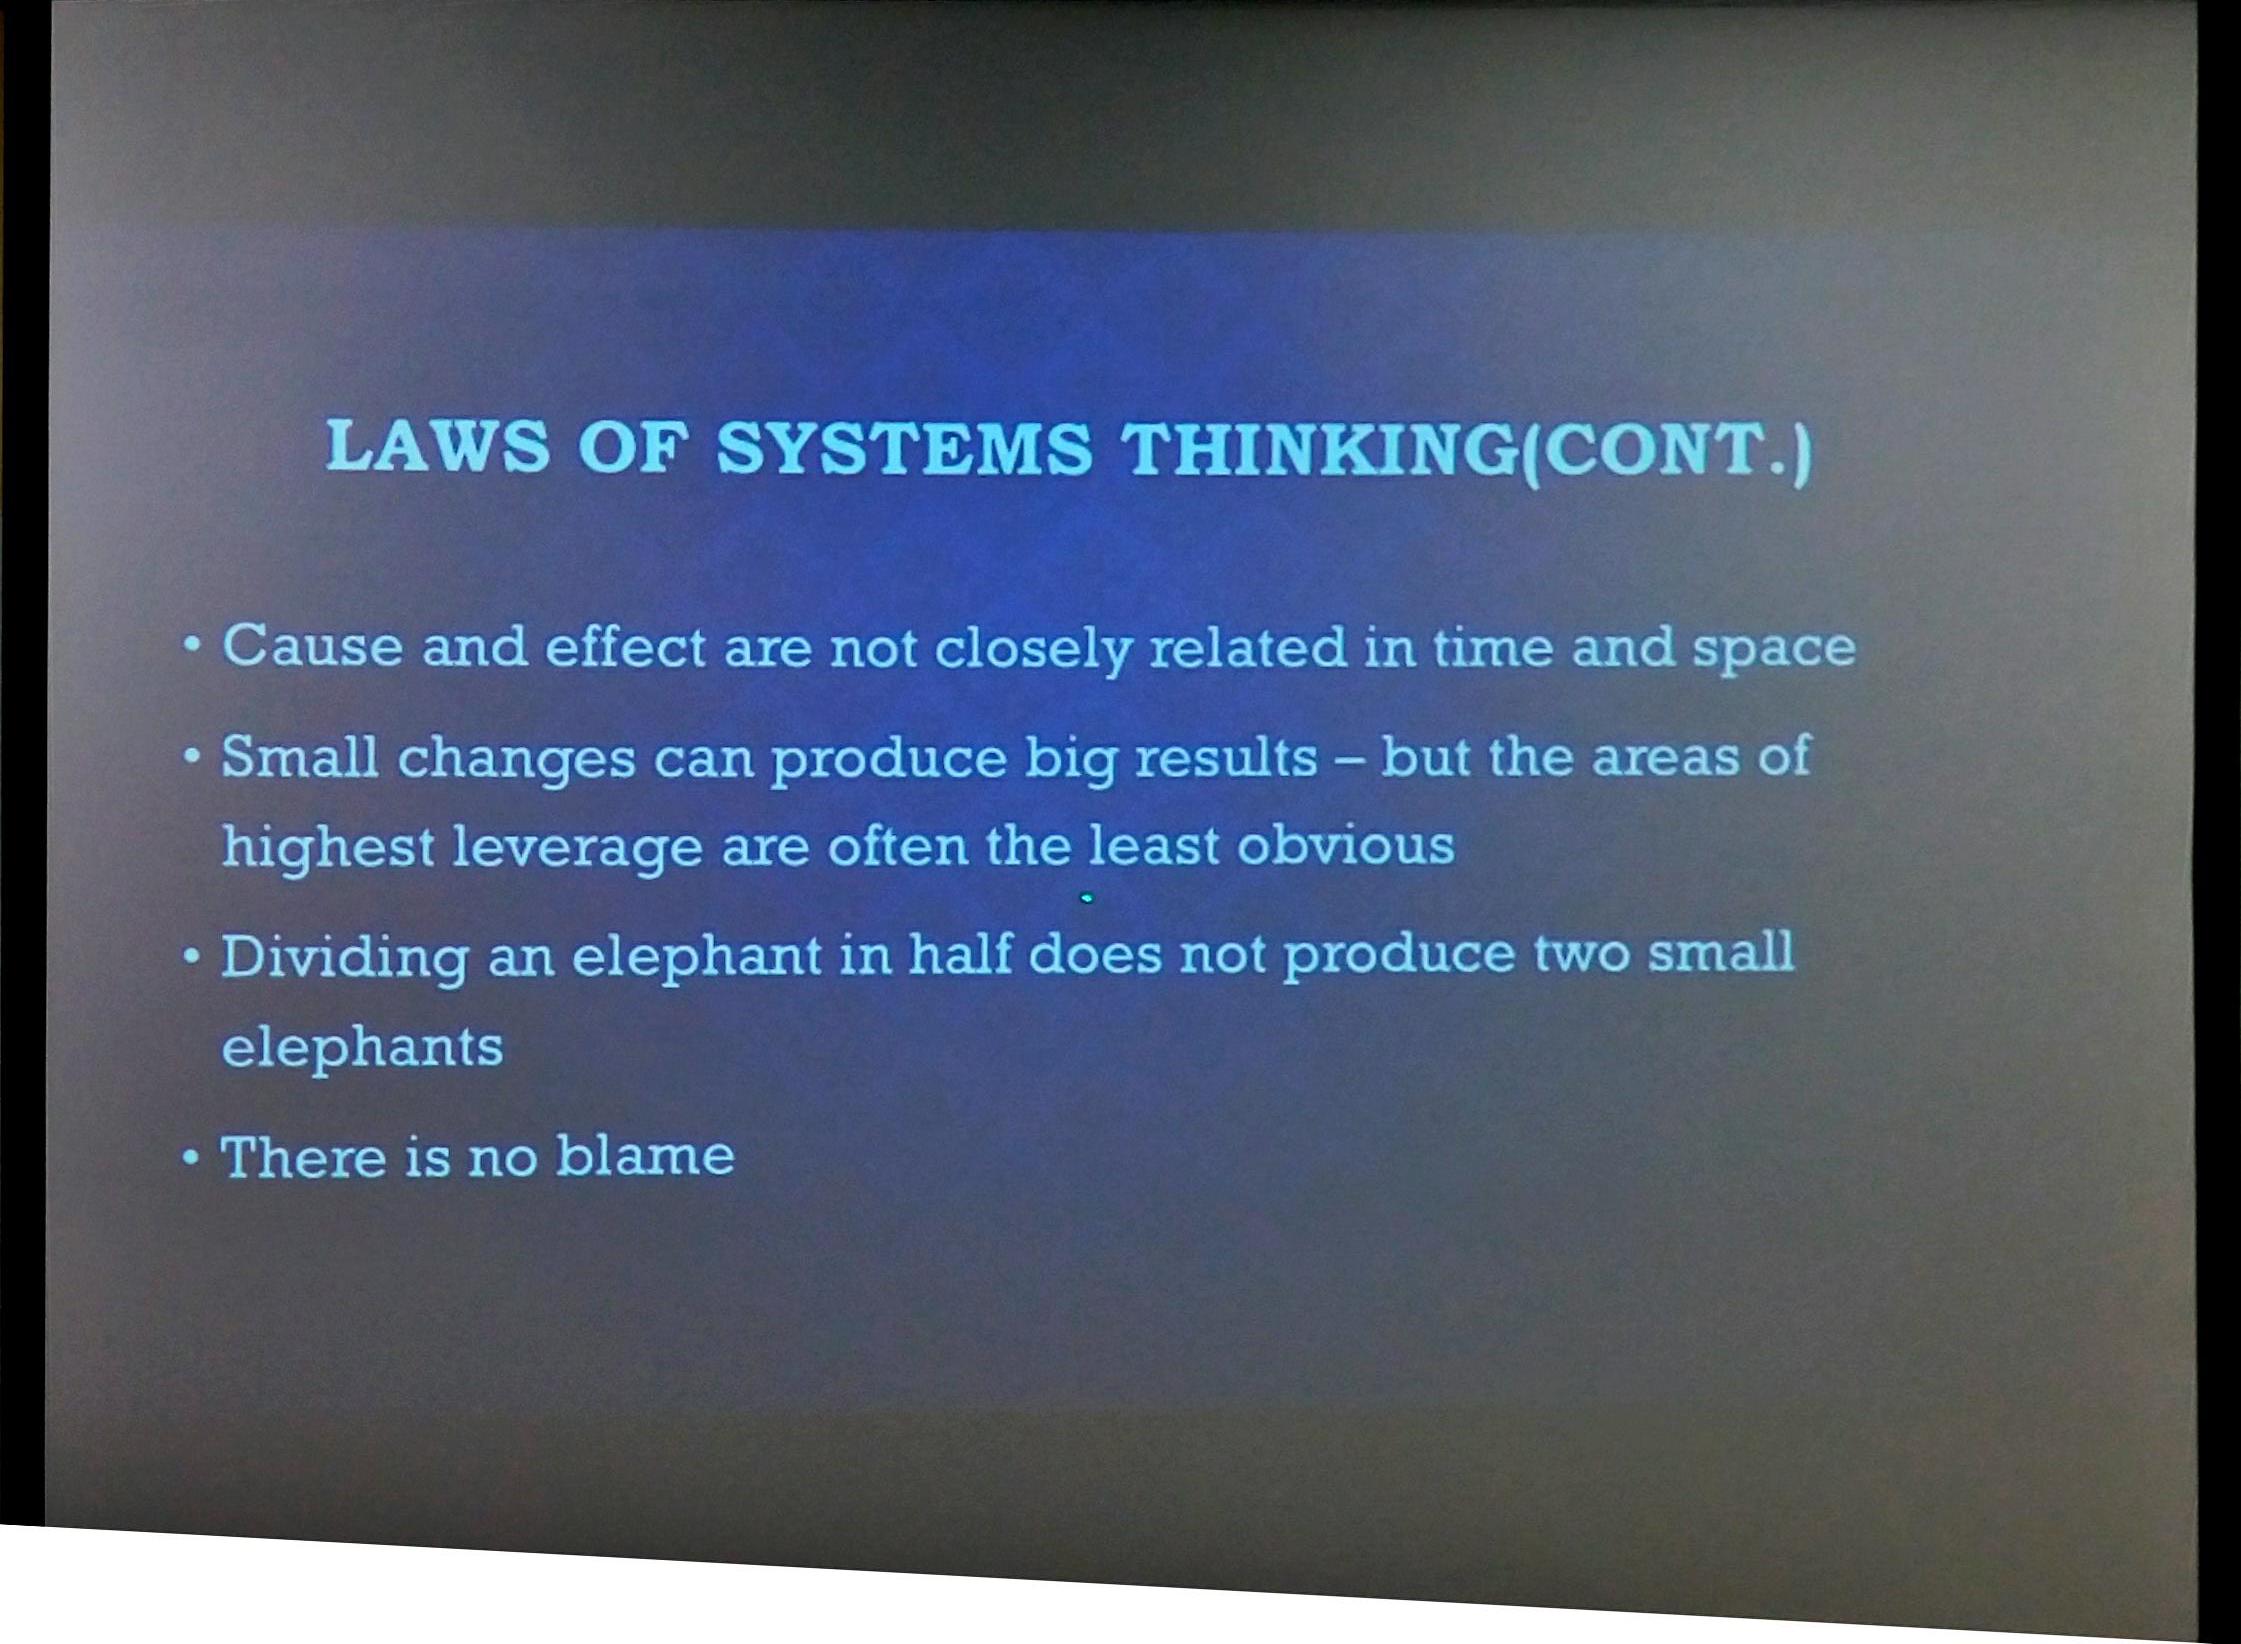 LAWS OF SYSTEMS THINKING(CONT.)
• Cause and effect are not closely related in time and space
• Small changes can produce big results – but the areas of
highest leverage are often the least obvious
• Dividing an elephant in half does not produce two small
elephants
• There is no blame